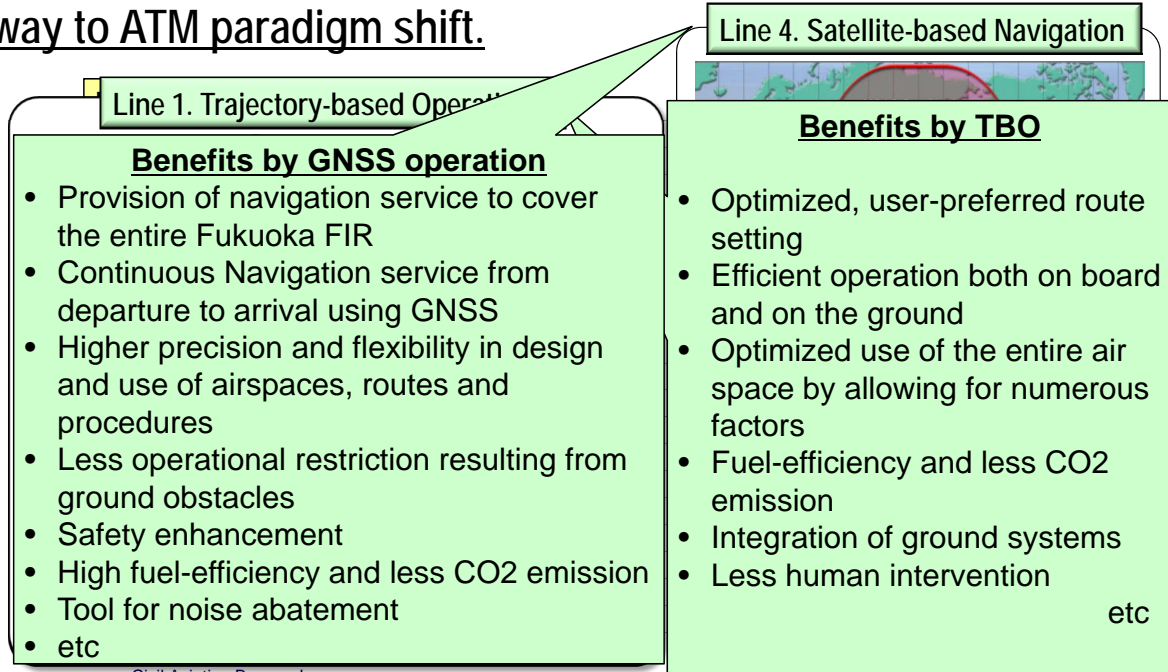 way to ATM paradigm shift.
Line 4. Satellite-based Navigation
Line 1. Trajectory-based
Benefits by GNSS operation
• Provision of navigation service to cover
the entire Fukuoka FIR
• Continuous Navigation service from
departure to arrival using GNSS
• Higher precision and flexibility in design
and use of airspaces, routes and
procedures
• Less operational restriction resulting from
ground obstacles
• Safety enhancement
• High fuel-efficiency and less CO2 emission
• Tool for noise abatement
• etc
Benefits by TBO
• Optimized, user-preferred route
setting
• Efficient operation both on board
and on the ground
• Optimized use of the entire air
space by allowing for numerous
factors
• Fuel-efficiency and less CO2
emission
• Integration of ground systems
• Less human intervention
etc